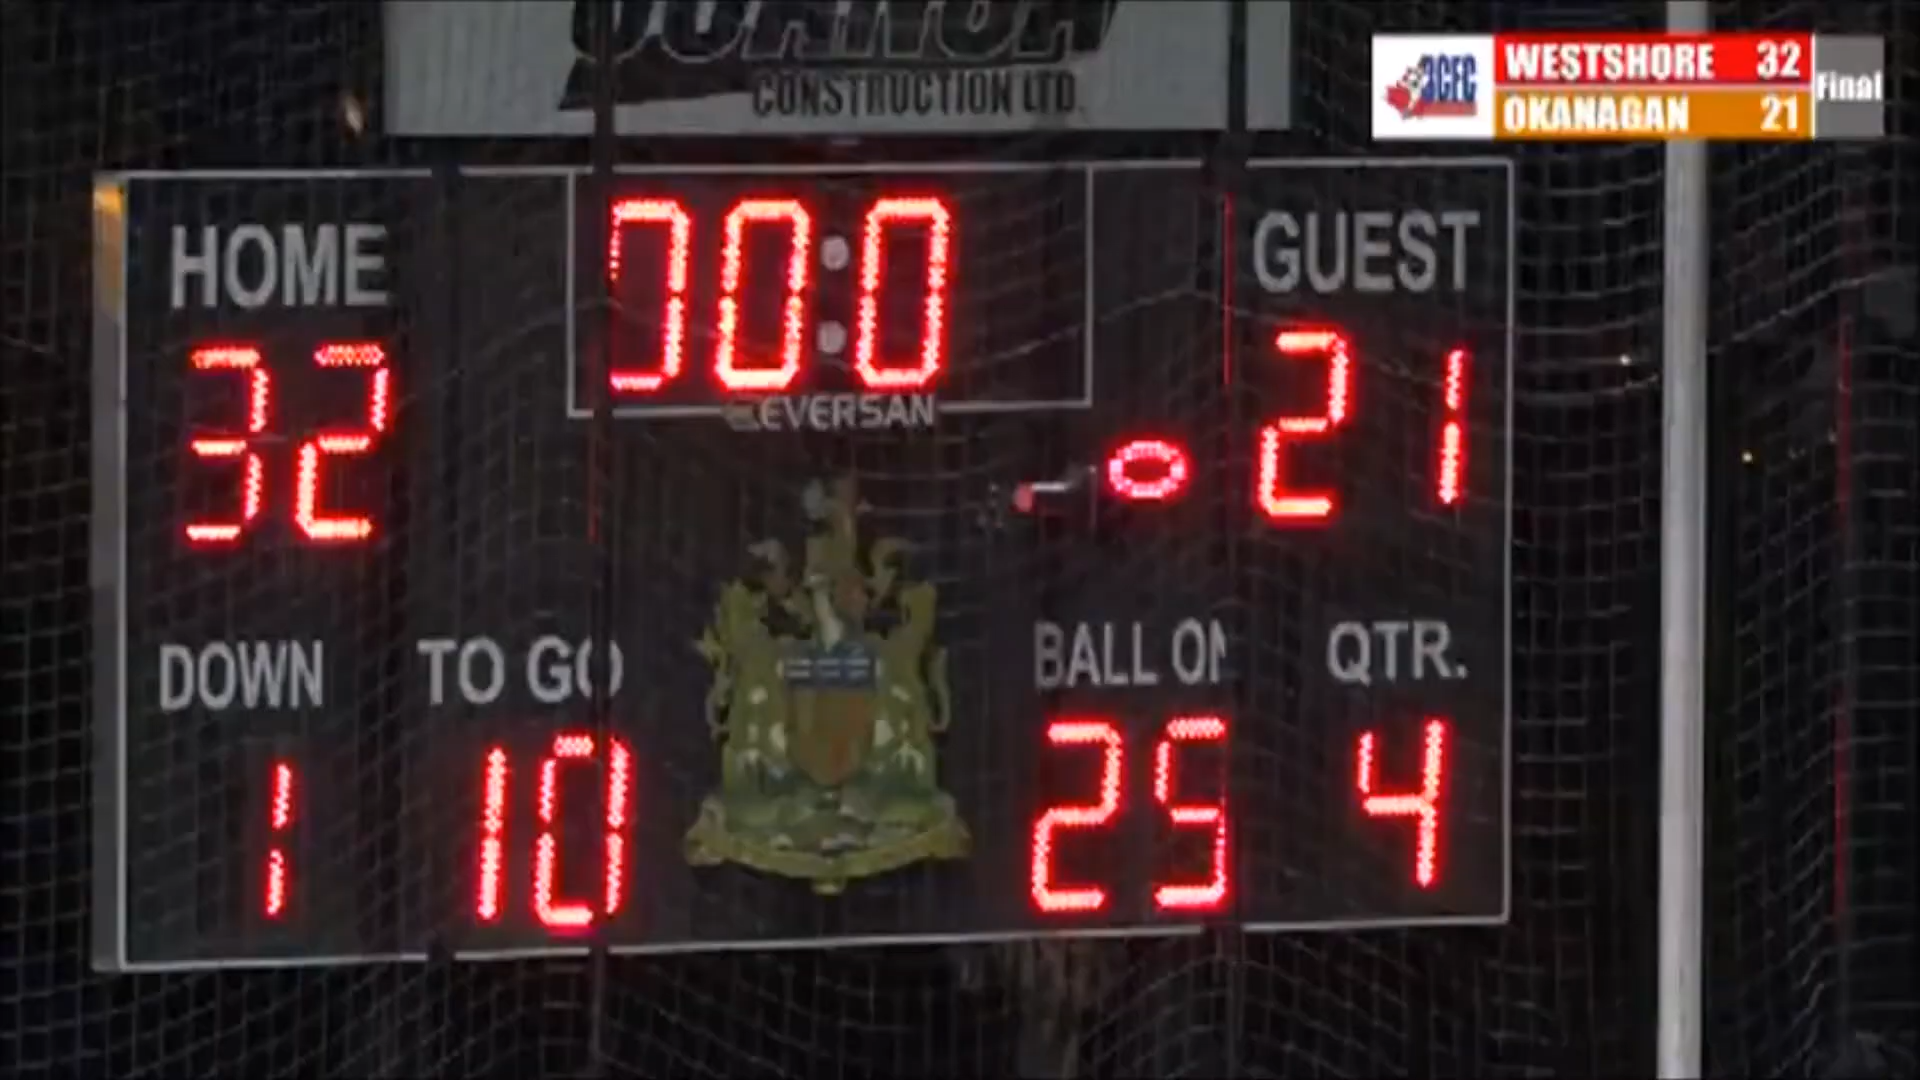 CONSTRUCTION LTD.
BCFC
WESTSHORE 32
OKANAGAN 21
Final
HOME
00:0
GUEST
32
21
EVERSAN
DOWN
TO GO
BALL ON
QTR.
1
10
25
4